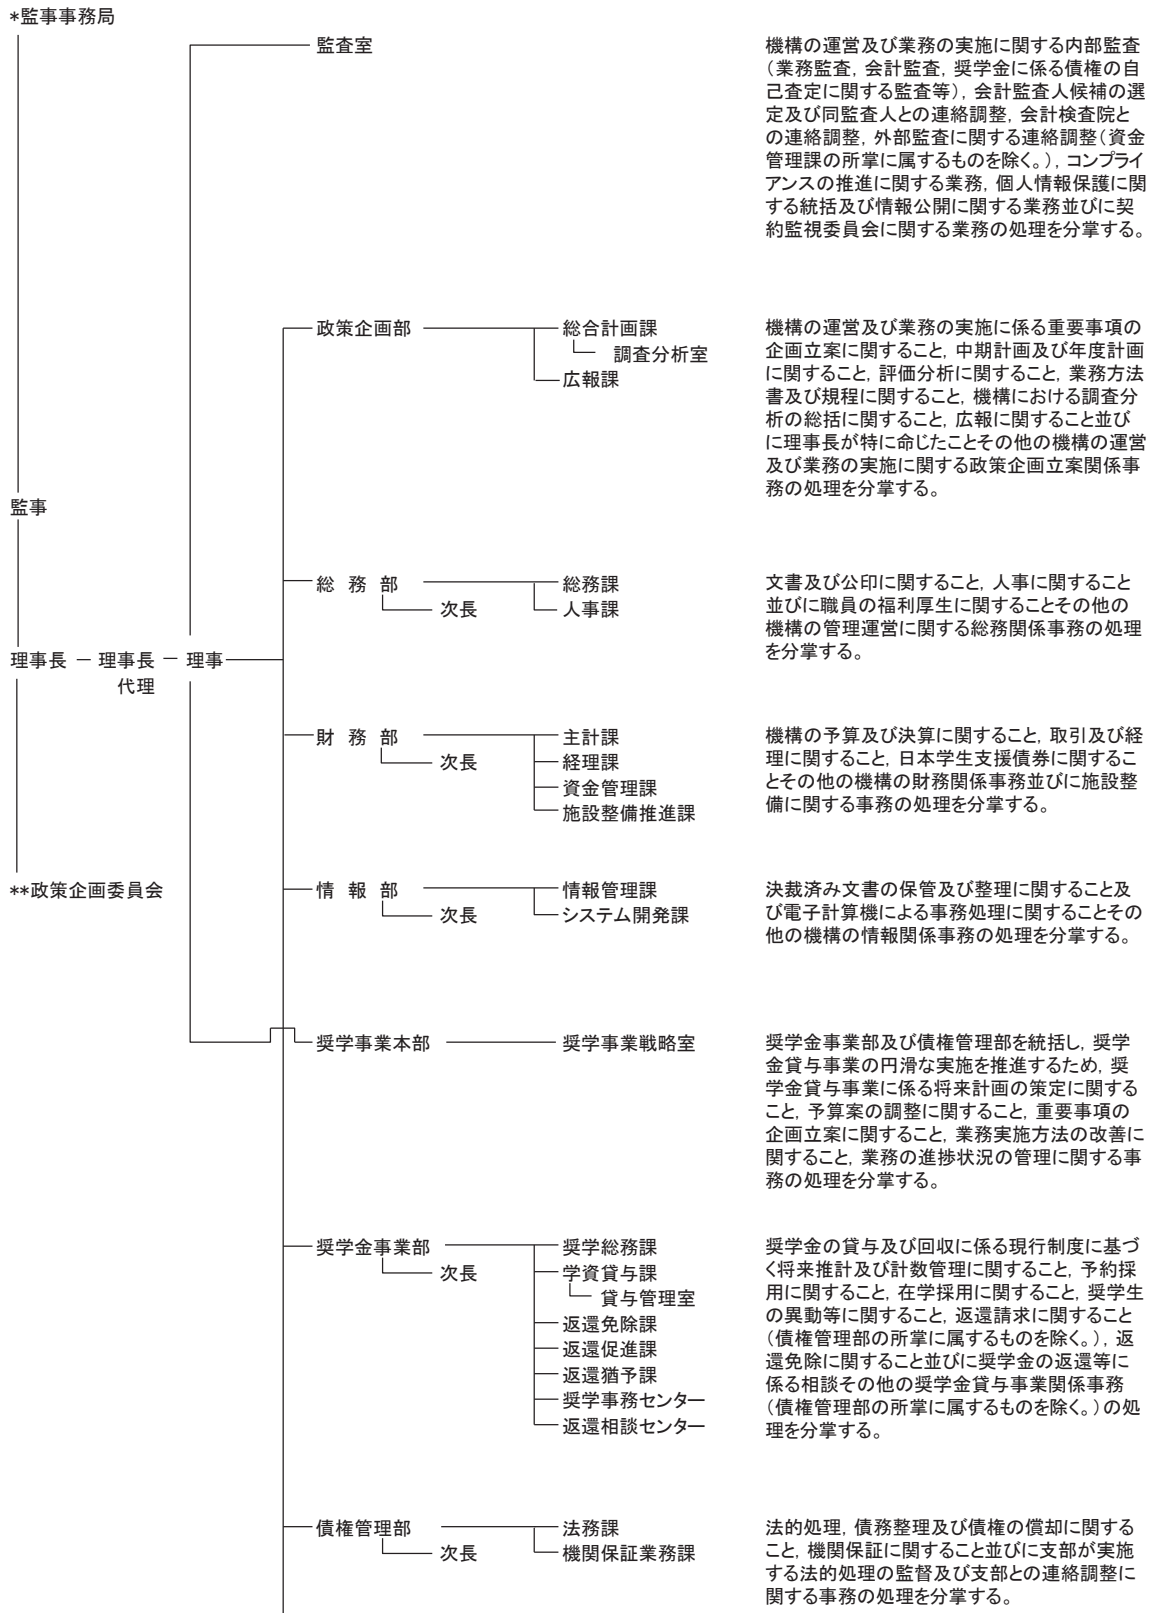 *監事事務局
監査室
機構の運営及び業務の実施に関する内部監査
（業務監査，会計監査，奨学金に係る債権の自
己査定に関する監査等），会計監査人候補の選
定及び同監査人との連絡調整，会計検査院と
の連絡調整，外部監査に関する連絡調整（資金
管理課の所掌に属するものを除く。），コンプライ
アンスの推進に関する業務，個人情報保護に関
する統括及び情報公開に関する業務並びに契
約監視委員会に関する業務の処理を分掌する。
政策企画部
総合計画課
調査分析室
広報課
機構の運営及び業務の実施に係る重要事項の
企画立案に関すること，中期計画及び年度計画
に関すること，評価分析に関すること，業務方法
書及び規程に関すること，機構における調査分
析の総括に関すること，広報に関すること並び
に理事長が特に命じたことその他の機構の運営
及び業務の実施に関する政策企画立案関係事
務の処理を分掌する。
監事
総務部
次長
総務課
人事課
文書及び公印に関すること，人事に関すること
並びに職員の福利厚生に関することその他の
機構の管理運営に関する総務関係事務の処理
を分掌する。
理事長 － 理事長 － 理事
代理
財務部
次長
主計課
経理課
資金管理課
施設整備推進課
機構の予算及び決算に関すること，取引及び経
理に関すること，日本学生支援債券に関するこ
とその他の機構の財務関係事務並びに施設整
備に関する事務の処理を分掌する。
**政策企画委員会
情報部
次長
情報管理課
システム開発課
決裁済み文書の保管及び整理に関すること及
び電子計算機による事務処理に関することその
他の機構の情報関係事務の処理を分掌する。
奨学事業本部
奨学事業戦略室
奨学金事業部及び債権管理部を統括し，奨学
金貸与事業の円滑な実施を推進するため，奨
学金貸与事業に係る将来計画の策定に関する
こと，予算案の調整に関すること，重要事項の
企画立案に関すること，業務実施方法の改善に
関すること，業務の進捗状況の管理に関する事
務の処理を分掌する。
奨学金事業部
次長
奨学総務課
学資貸与課
貸与管理室
返還免除課
返還促進課
返還猶予課
奨学事務センター
返還相談センター
奨学金の貸与及び回収に係る現行制度に基づ
く将来推計及び計数管理に関すること，予約採
用に関すること，在学採用に関すること，奨学生
の異動等に関すること，返還請求に関すること
（債権管理部の所掌に属するものを除く。），返
還免除に関すること並びに奨学金の返還等に
係る相談その他の奨学金貸与事業関係事務
（債権管理部の所掌に属するものを除く。）の処
理を分掌する。
債権管理部
次長
法務課
機関保証業務課
法的処理，債務整理及び債権の償却に関する
こと，機関保証に関すること並びに支部が実施
する法的処理の監督及び支部との連絡調整に
関する事務の処理を分掌する。